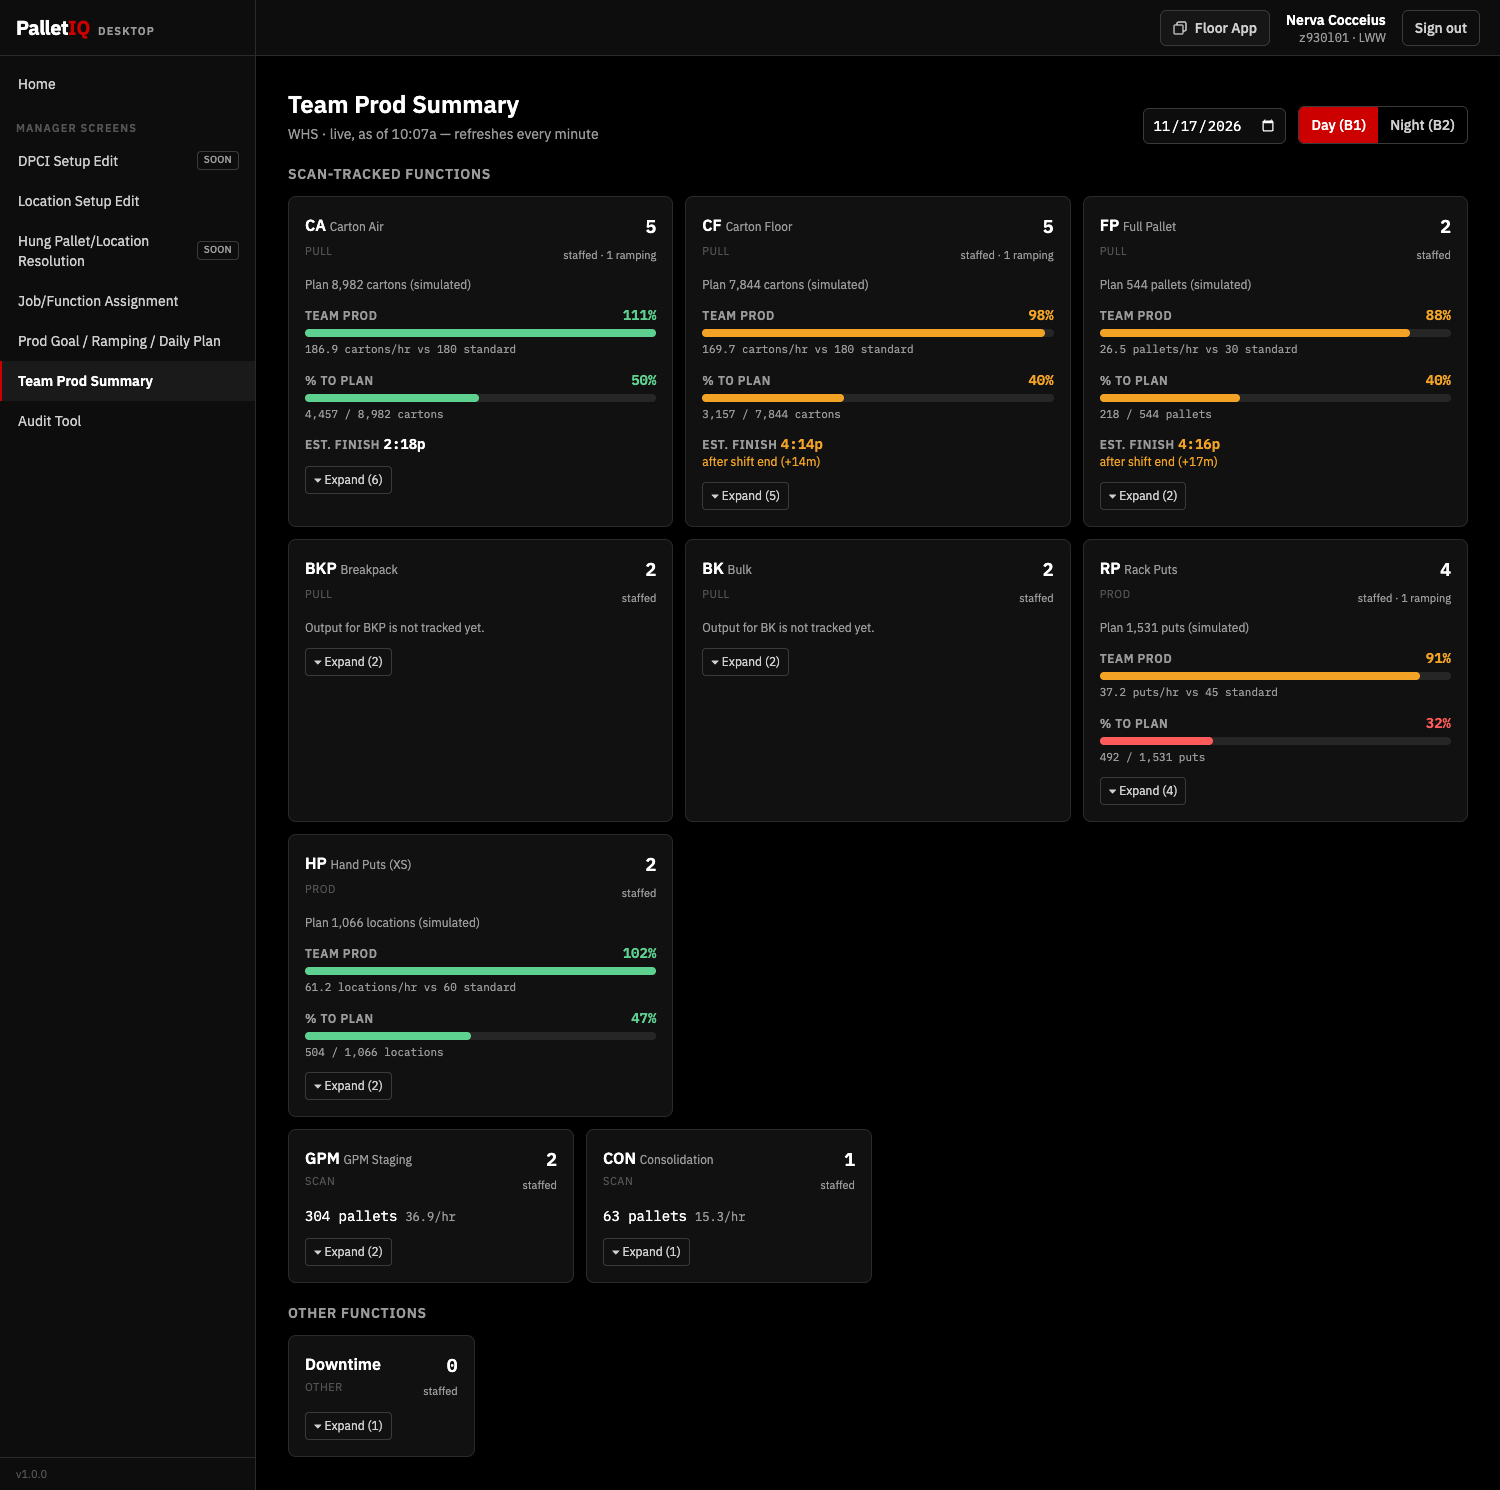 PalletIQ DESKTOP
Floor App
Nerva Cocceius
z930l01 · LWW
Sign out
Home
MANAGER SCREENS
DPCI Setup Edit SOON
Location Setup Edit
Hung Pallet/Location
Resolution
SOON
Job/Function Assignment
Prod Goal / Ramping / Daily Plan
Team Prod Summary
Audit Tool
v1.0.0
Team Prod Summary
WHS · live, as of 10:07a — refreshes every minute
11/17/2026
Day (B1) Night (B2)
SCAN-TRACKED FUNCTIONS
CA Carton Air 5
PULL staffed · 1 ramping
Plan 8,982 cartons (simulated)
TEAM PROD 111%
186.9 cartons/hr vs 180 standard
% TO PLAN 50%
4,457 / 8,982 cartons
EST. FINISH 2:18p
Expand (6)
CF Carton Floor 5
PULL staffed · 1 ramping
Plan 7,844 cartons (simulated)
TEAM PROD 98%
169.7 cartons/hr vs 180 standard
% TO PLAN 40%
3,157 / 7,844 cartons
EST. FINISH 4:14p
after shift end (+14m)
Expand (5)
FP Full Pallet 2
PULL staffed
Plan 544 pallets (simulated)
TEAM PROD 88%
26.5 pallets/hr vs 30 standard
% TO PLAN 40%
218 / 544 pallets
EST. FINISH 4:16p
after shift end (+17m)
Expand (2)
BKP Breakpack 2
PULL staffed
Output for BKP is not tracked yet.
Expand (2)
BK Bulk 2
PULL staffed
Output for BK is not tracked yet.
Expand (2)
RP Rack Puts 4
PROD staffed · 1 ramping
Plan 1,531 puts (simulated)
TEAM PROD 91%
37.2 puts/hr vs 45 standard
% TO PLAN 32%
492 / 1,531 puts
Expand (4)
HP Hand Puts (XS) 2
PROD staffed
Plan 1,066 locations (simulated)
TEAM PROD 102%
61.2 locations/hr vs 60 standard
% TO PLAN 47%
504 / 1,066 locations
Expand (2)
GPM GPM Staging 2
SCAN staffed
304 pallets 36.9/hr
Expand (2)
CON Consolidation 1
SCAN staffed
63 pallets 15.3/hr
Expand (1)
OTHER FUNCTIONS
Downtime 0
OTHER staffed
Expand (1)